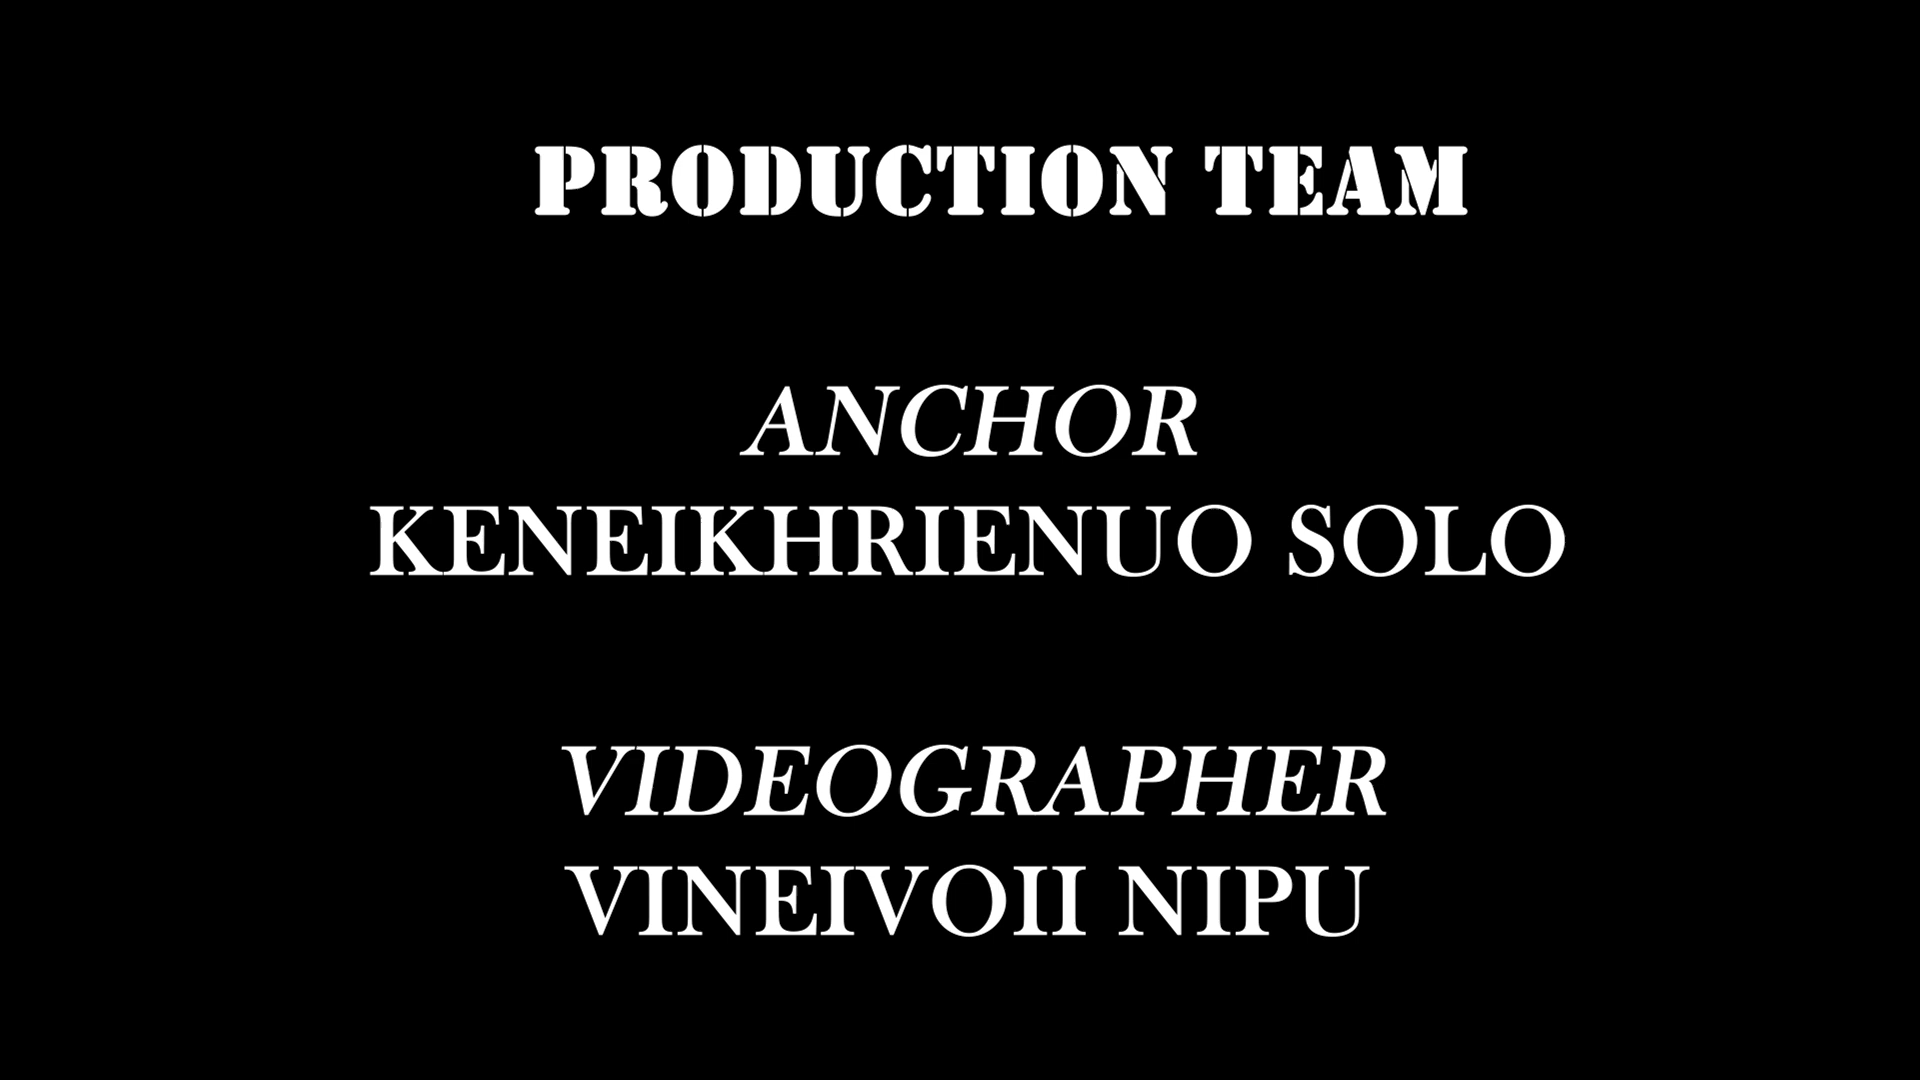 PRODUCTION TEAM
ANCHOR
KENEIKHRIENUO SOLO
VIDEOGRAPHER
VINEIVOII NIPU